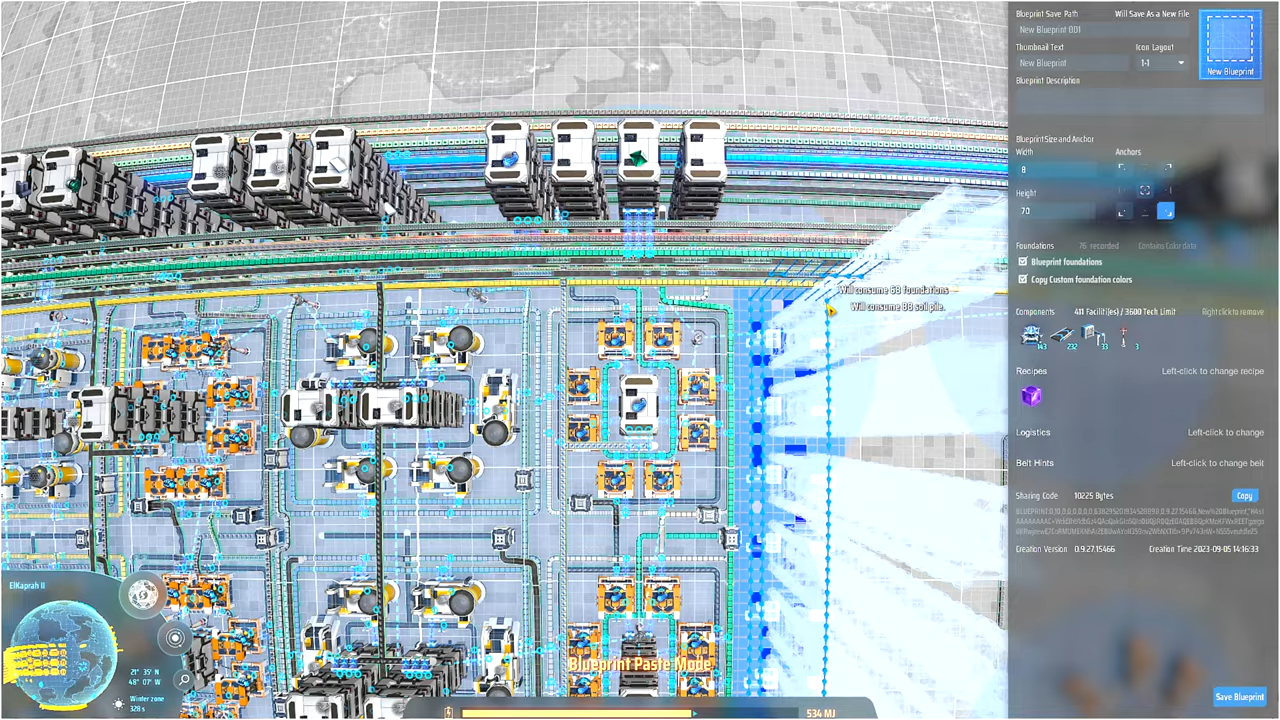 Blueprint Save Path
Will Save As a New File
New Blueprint 001
Thumbnail Text
Icon Layout
New Blueprint
1-1
New Blueprint
Blueprint Description
Blueprint Size and Anchor
Width
Anchors
8
Height
70
Foundations
76 recorded
Contains Color data
Blueprint foundations
Copy Custom foundation colors
Components
411 Facilit(ies) / 3600 Tech Limit
Right click to remove
143
232
33
3
Recipes
Left-click to change recipe
Logistics
Left-click to change
Belt Hints
Left-click to change belt
Sharing Code
10225 Bytes
Copy
Creation Version
0.9.27.15466
Creation Time 2023-09-05 14:16:33
Save Blueprint
Will consume 68 foundations
Will consume 88 soil pile.
Blueprint Paste Mode
534 MJ
ElKaprah II
21° 35' N
48° 07' W
Winter zone
328 s